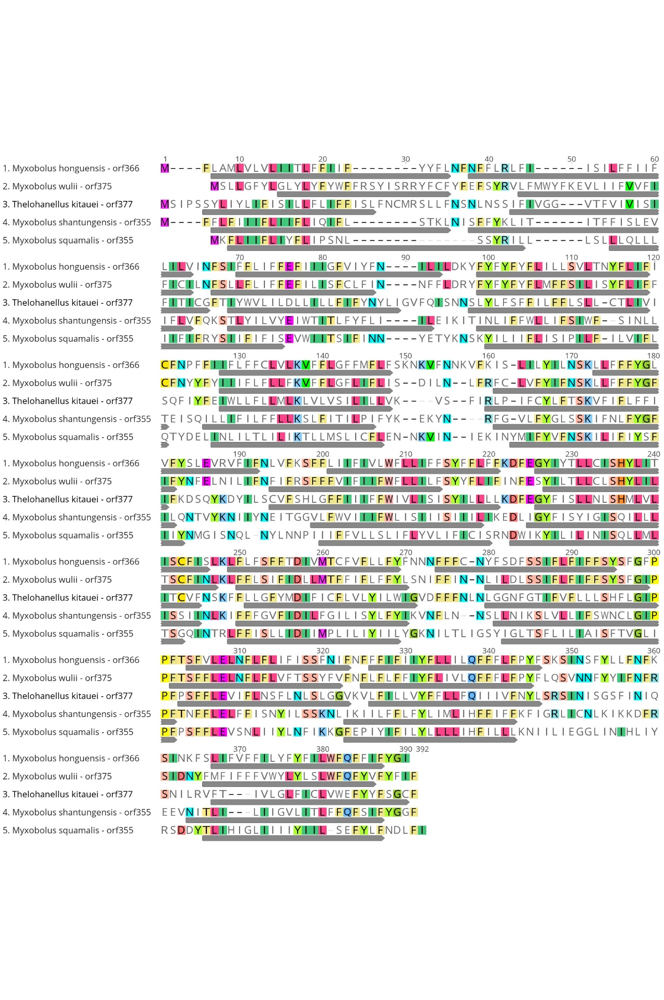 1 10 20 30 40 50 60
1. Myxobolus honguensis - orf366 M----FLAMLVLVLIITLFFIIF--------YYFLNFNFFLRLFI------ISILFFIIF
2. Myxobolus wulii - orf375 MSLLGFYLGLYLYFYWFFRSYISRRYFCFYFEFSYRVLFMWYFKEVLIIFVVFI
3. Thelohanellus kitauei - orf377 MSIPSSYLIYLIFISILLFLIFFISLFNCMRSLLFNSNLNSSIFIVGG---VTFVIVISI
4. Myxobolus shantungensis - orf355 M----FFLFIIIFLIIFLIQIFL--------STKLNISFFYKLIT------ITFFISLEV
5. Myxobolus squamalis - orf355 MKFLIIFLIYFLIPSNL---------------SSYRILL------LSLLLQLLL
70 80 90 100 110 120
1. Myxobolus honguensis - orf366 LILVINFSIFFLIFFEFIIIGFVIYFN----ILILDKYFYFYFYFLILLSVLTNYFLIFI
2. Myxobolus wulii - orf375 FICILNFSLLFLIFFEFILISFCLFIN----NFFLDRYFYFYFYFLMFFSILISYFLIFF
3. Thelohanellus kitauei - orf377 FITICGFTIYWVLILDLLILLFIFYNYLIGVFQISNNSLYLFSFFILFFLSLL-CTLIVI
4. Myxobolus shantungensis - orf355 IFLVFQKSTLYILVYEIWTITLFYFLI----ILEIKITINLIFFWLLIFSIWF--SINLL
5. Myxobolus squamalis - orf355 IIFIFRYSIIFIFISEVWIITSIFINN----YETYKNSKYILIIFLISIPILF-ILVIFL
130 140 150 160 170 180
1. Myxobolus honguensis - orf366 CFNPFFIIFLFFCLVLKVFFLGFFMFLFSKNKVFNNKVFKIS-LILYILNSKLLFFFYGL
2. Myxobolus wulii - orf375 CFNYYFYIIIFLFLLFKVFFLGFLIFLIS--DILN--LFRFC-LVFYIFNSKLLFFFYGF
3. Thelohanellus kitauei - orf377 SQFIYFEIWLLFLLMLKLVLVSILILLVK----VS--FIRLP-IFCYLFTSKVFIFLFFI
4. Myxobolus shantungensis - orf355 TEISQILLIFILFFLLKSLFITILPIFYK--EKYN----RFG-VLFYGLSSKIFNLFYGF
5. Myxobolus squamalis - orf355 QTYDELINLILTLILIKTLLMSLICFLEN-NKVIN--IEKINYMIFYVFNSKILIFIYSF
190 200 210 220 230 240
1. Myxobolus honguensis - orf366 VFYSLEVRVFIFNLVFKSFFLIIFIVLWFLLIFFSYFFLFFKDFEGYIYTLLCISHYLIT
2. Myxobolus wulii - orf375 IFYNFELNILIFNFIFRSFFFVIFIIFWFLLILFSYYFLIFINFESYILTLLCLSHYLIL
3. Thelohanellus kitauei - orf377 IFKDSQYKDYILSCVFSHLGFFIIIFFWIVLISISYILLLLKDFEGYFISLLNLSHMLVL
4. Myxobolus shantungensis - orf355 ILQNTVYKNIIYNEITGGVLFWVIIIFWLISIIISIIILIKEDLIGYFISYIGISQILLL
5. Myxobolus squamalis - orf355 IIYNMGISNQL-NYLNNPIIIFFVLLSLIFLYVLIFICISRNDWIKYILILINISQLLML
250 260 270 280 290 300
1. Myxobolus honguensis - orf366 ISCFISLKLFLFSFFTDIVMTCFVFLLFYFNNNFFFC-NYFSDFSSIFLFIFFSYSFGFP
2. Myxobolus wulii - orf375 TSCFINLKLFFLSIFIDLLMTFFIFLFFYLSNIFFIN-NLILDLSSIFLFIFFSYSFGIP
3. Thelohanellus kitauei - orf377 ITCVFNSKFFLLGFYMDIFICFLVLYILWIGVDFFFNLNLGGNFGTIFVFLLLSHFLGIP
4. Myxobolus shantungensis - orf355 ISSIINLKIFFFGVFIDILFGILISYLFYIKVNFLN--NSLLNIKSLVLLIFSWNCLGIP
5. Myxobolus squamalis - orf355 TSGQINTRLFFISLLIDIIMPLILIYIILYGKNILTLIGSYIGLTSFLILIAISFTVGLI
310 320 330 340 350 360
1. Myxobolus honguensis - orf366 PFTSFVLELNFLFLIFISSFNIFNFFFIFIIYFLLILQFFFLFPYFSKSINSFYLLFNFK
2. Myxobolus wulii - orf375 PFTSFFLELNFLFLVFTSSYFVFNFLFLFFIYFLIVLQFFFLFPYFLQSVNNFYYIFNFR
3. Thelohanellus kitauei - orf377 PFPSFFLEVIFLNSFLNLSLGGVKVLFILLVYFFLLFQIIIVFNYLSRSINISGSFINIQ
4. Myxobolus shantungensis - orf355 PFTNFFLELFFISNYILSSKNLIKIILFFLFYLIMLIHFFIFFKFIGRLICNLKIKKDFR
5. Myxobolus squamalis - orf355 PFPSFFLEVSNLIIYLNFIKKGFEPIYIFILYLLLLIHFILLLKNIILIEGGLINIHLIY
370 380 390 392
1. Myxobolus honguensis - orf366 SINKFSLIFVFFILYFYFILWFQFFIFYGI
2. Myxobolus wulii - orf375 SIDNYFMFIFFFVWYLYLSLWFQFYVFYFIF
3. Thelohanellus kitauei - orf377 SNILRVFT---IVLGLFICLVWEFYYFSGCF
4. Myxobolus shantungensis - orf355 EEVNITLI---LIIGVLITLFFQFSIFYGGF
5. Myxobolus squamalis - orf355 RSDDYTLIHIGLIIIIYIIL-SEFYLFNDLFI